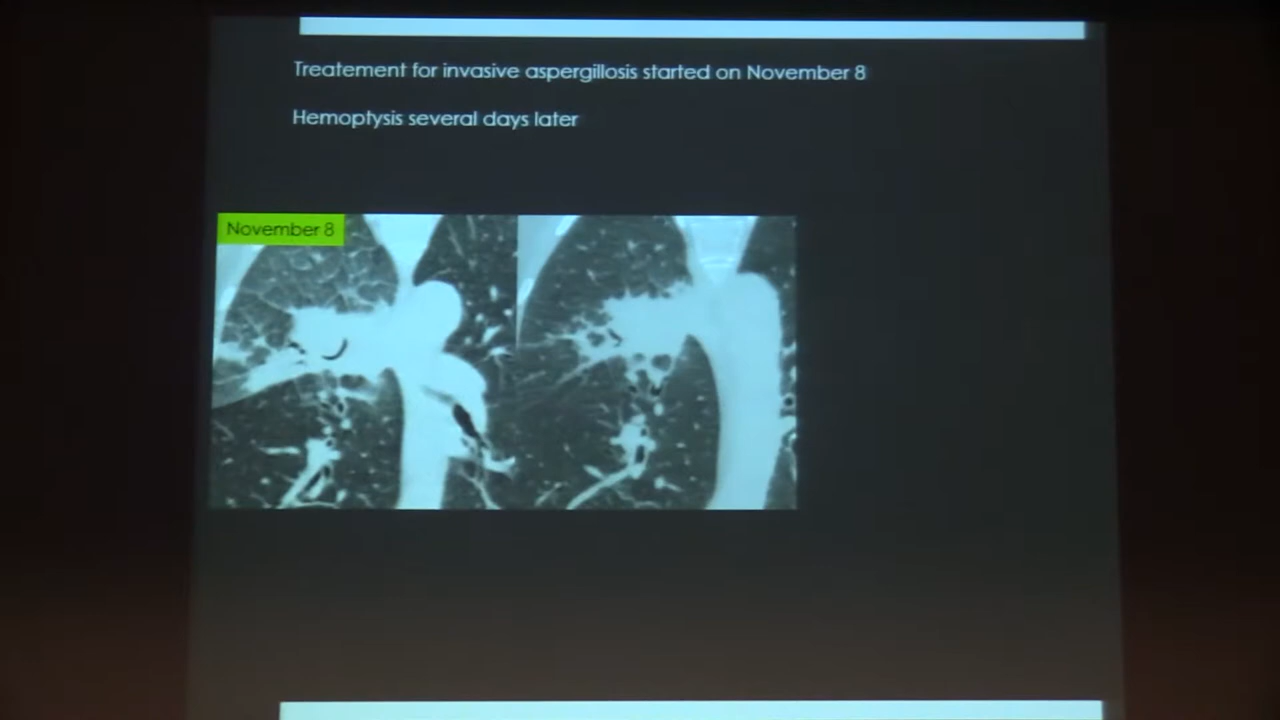 Treatement for invasive aspergillosis started on November 8
Hemoptysis several days later
November 8